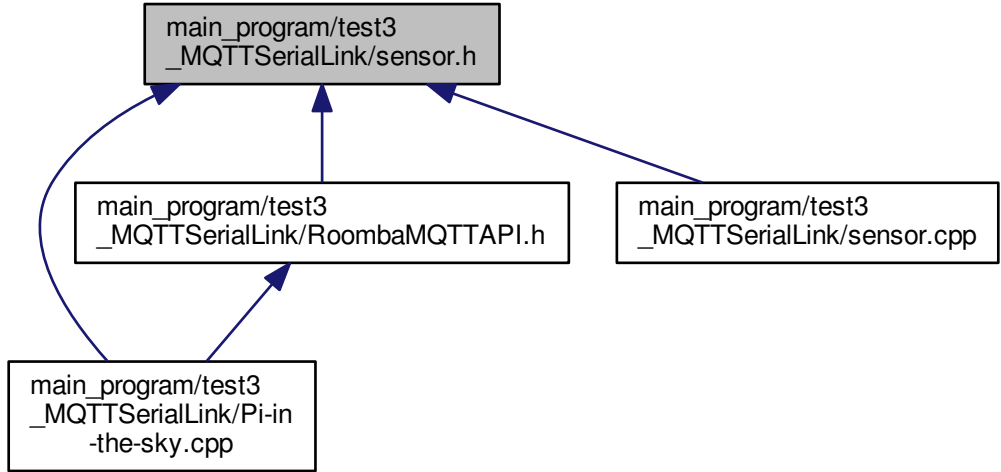 main_program/test3
_MQTTSerialLink/sensor.h
main_program/test3
_MQTTSerialLink/RoombaMQTTAPI.h
main_program/test3
_MQTTSerialLink/sensor.cpp
main_program/test3
_MQTTSerialLink/Pi-in
-the-sky.cpp